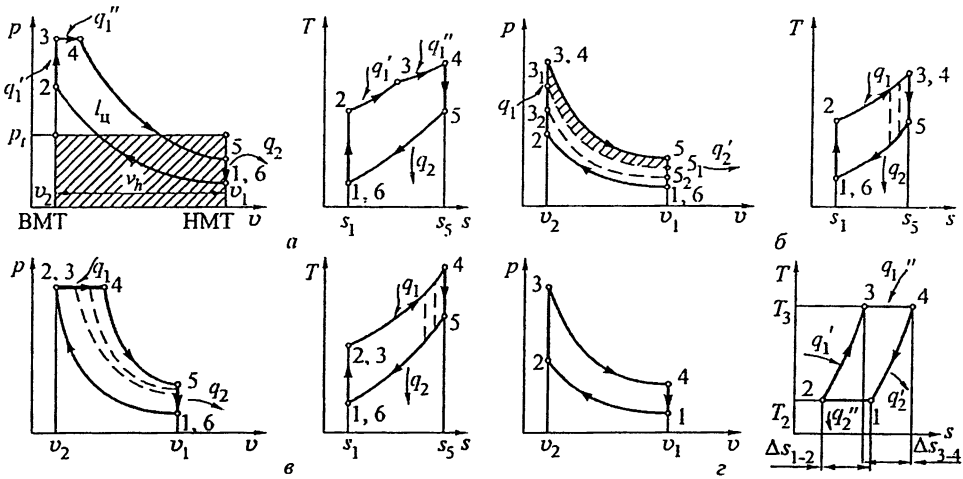 p
q₁″
3
4
q₁′
2
lц
pₜ
5
q₂
1, 6
vₕ
v₂
v₁
v
ВМТ
НМТ
T
q₁″
4
q₁′
3
2
5
q₂
1, 6
s₁
s₅
s
а
p
3, 4
3₁
q₁
3₂
2
5
5₁
q₂′
5₂
1, 6
v₂
v₁
v
T
q₁
3, 4
2
5
q₂
1, 6
s₁
s₅
s
б
p
q₁
2, 3
4
5
q₂
1, 6
v₂
v₁
v
T
4
q₁
5
2, 3
q₂
1, 6
s₁
s₅
s
в
p
3
2
4
1
v₂
v₁
v
T
q₁″
3
4
T₃
q₁′
2
q₂′
T₂
q₂″
1
s
Δs₁₋₂
Δs₃₋₄
г